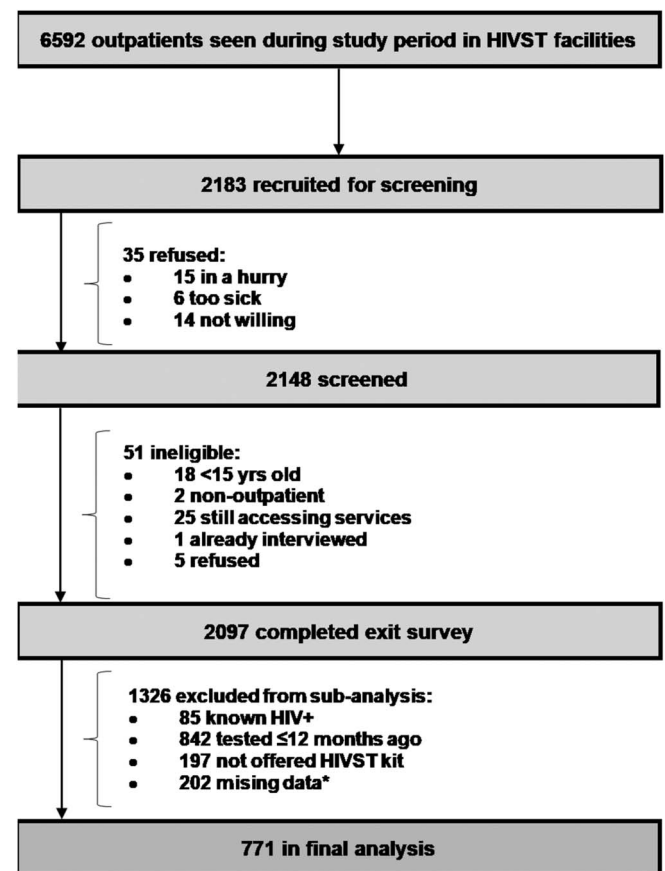 6592 outpatients seen during study period in HIVST facilities
2183 recruited for screening
35 refused:
• 15 in a hurry
• 6 too sick
• 14 not willing
2148 screened
51 ineligible:
• 18 <15 yrs old
• 2 non-outpatient
• 25 still accessing services
• 1 already interviewed
• 5 refused
2097 completed exit survey
1326 excluded from sub-analysis:
• 85 known HIV+
• 842 tested ≤12 months ago
• 197 not offered HIVST kit
• 202 mising data*
771 in final analysis